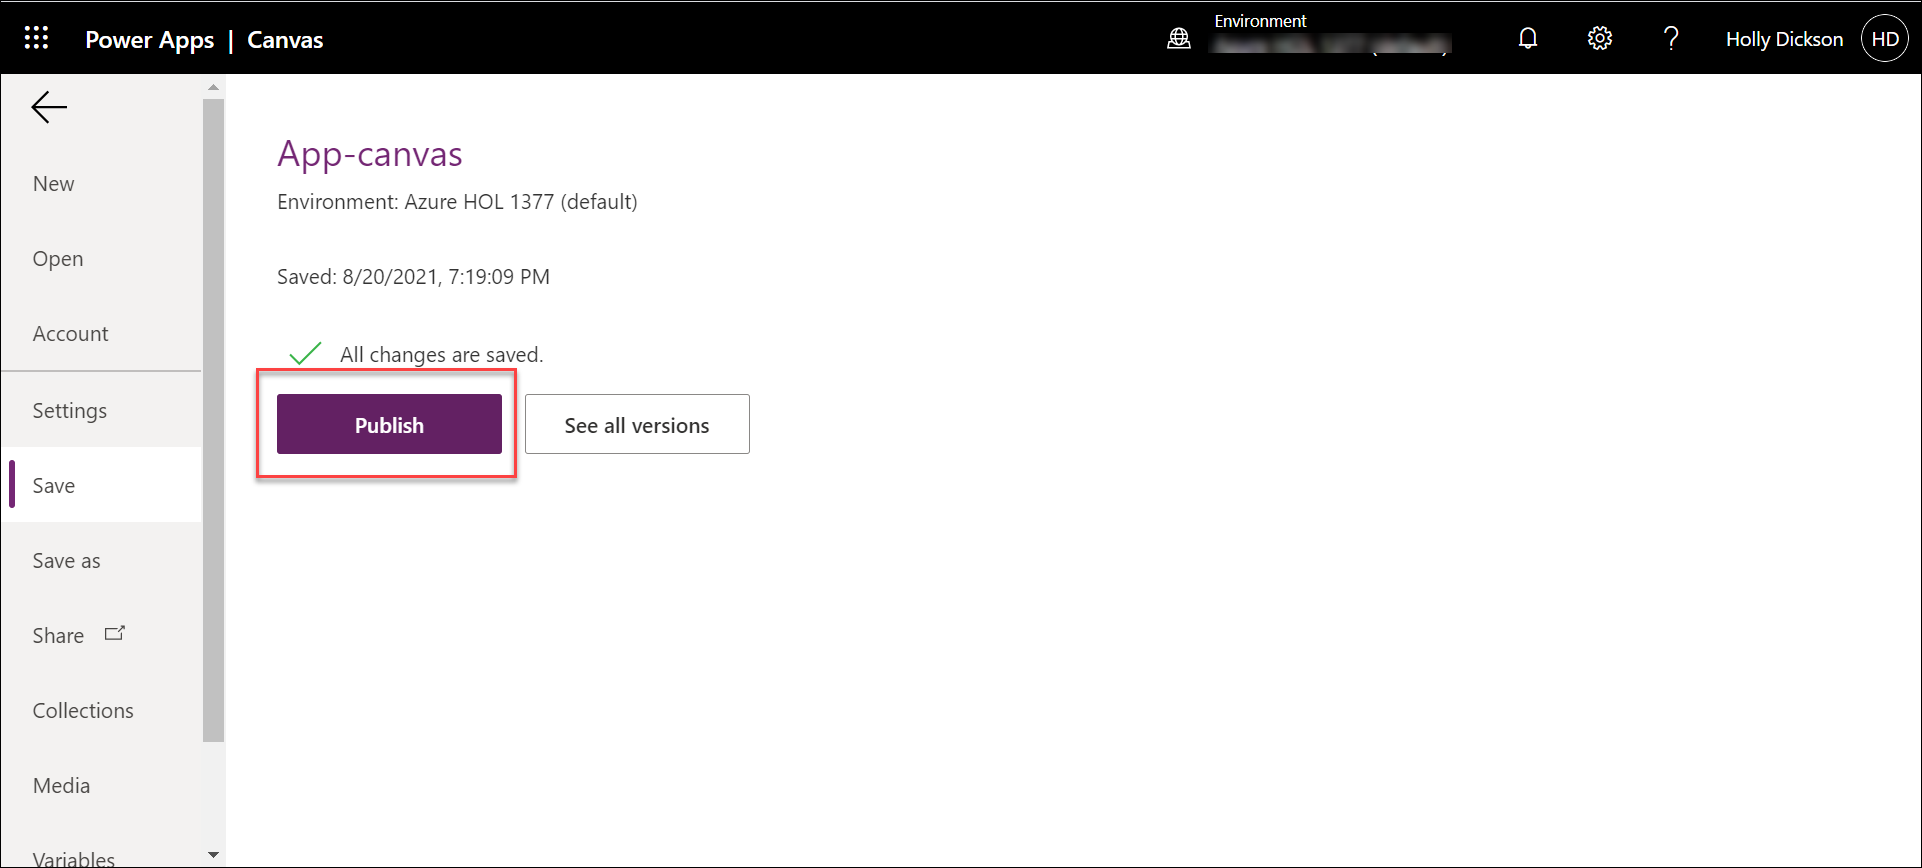 Power Apps | Canvas
Environment
Holly Dickson
HD
New
Open
Account
Settings
Save
Save as
Share
Collections
Media
Variables
App-canvas
Environment: Azure HOL 1377 (default)
Saved: 8/20/2021, 7:19:09 PM
All changes are saved.
Publish
See all versions